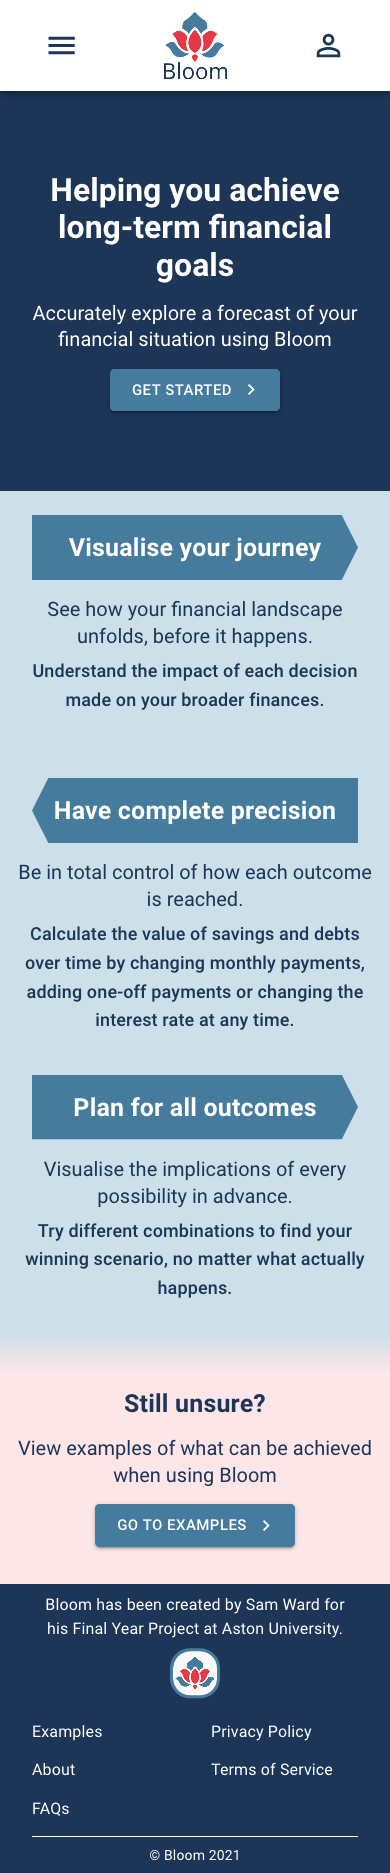 Bloom
Helping you achieve
long-term financial
goals
Accurately explore a forecast of your
financial situation using Bloom
GET STARTED
Visualise your journey
See how your financial landscape
unfolds, before it happens.
Understand the impact of each decision
made on your broader finances.
Have complete precision
Be in total control of how each outcome
is reached.
Calculate the value of savings and debts
over time by changing monthly payments,
adding one-off payments or changing the
interest rate at any time.
Plan for all outcomes
Visualise the implications of every
possibility in advance.
Try different combinations to find your
winning scenario, no matter what actually
happens.
Still unsure?
View examples of what can be achieved
when using Bloom
GO TO EXAMPLES
Bloom has been created by Sam Ward for
his Final Year Project at Aston University.
Examples
Privacy Policy
About
Terms of Service
FAQs
© Bloom 2021